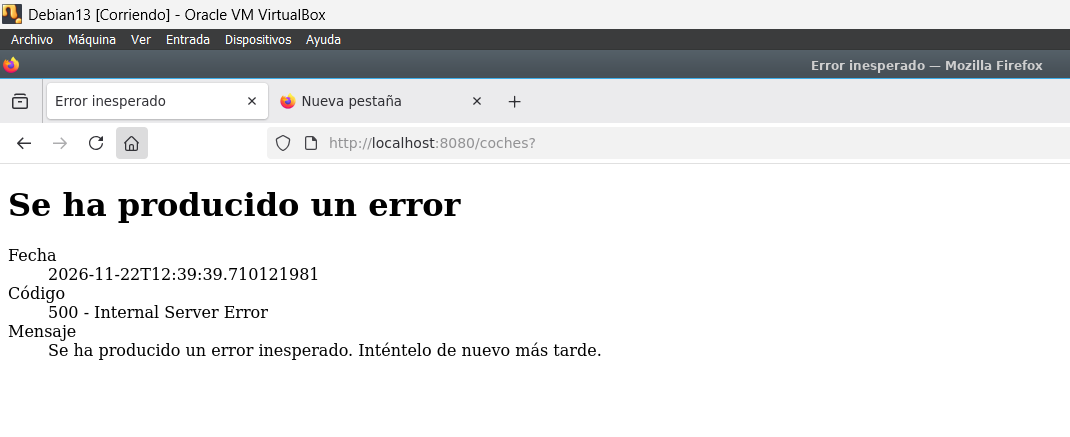 Debian13 [Corriendo] - Oracle VM VirtualBox
Archivo Máquina Ver Entrada Dispositivos Ayuda
Error inesperado — Mozilla Firefox
Error inesperado Nueva pestaña
http://localhost:8080/coches?
Se ha producido un error
Fecha
2026-11-22T12:39:39.710121981
Código
500 - Internal Server Error
Mensaje
Se ha producido un error inesperado. Inténtelo de nuevo más tarde.